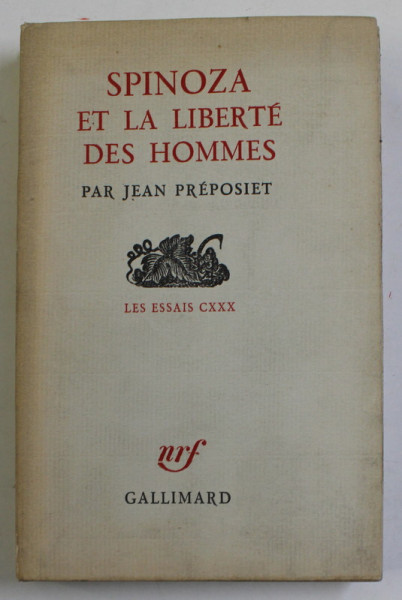 SPINOZA
ET LA LIBERTÉ
DES HOMMES
PAR JEAN PRÉPOSIET
LES ESSAIS CXXX
nrf
GALLIMARD